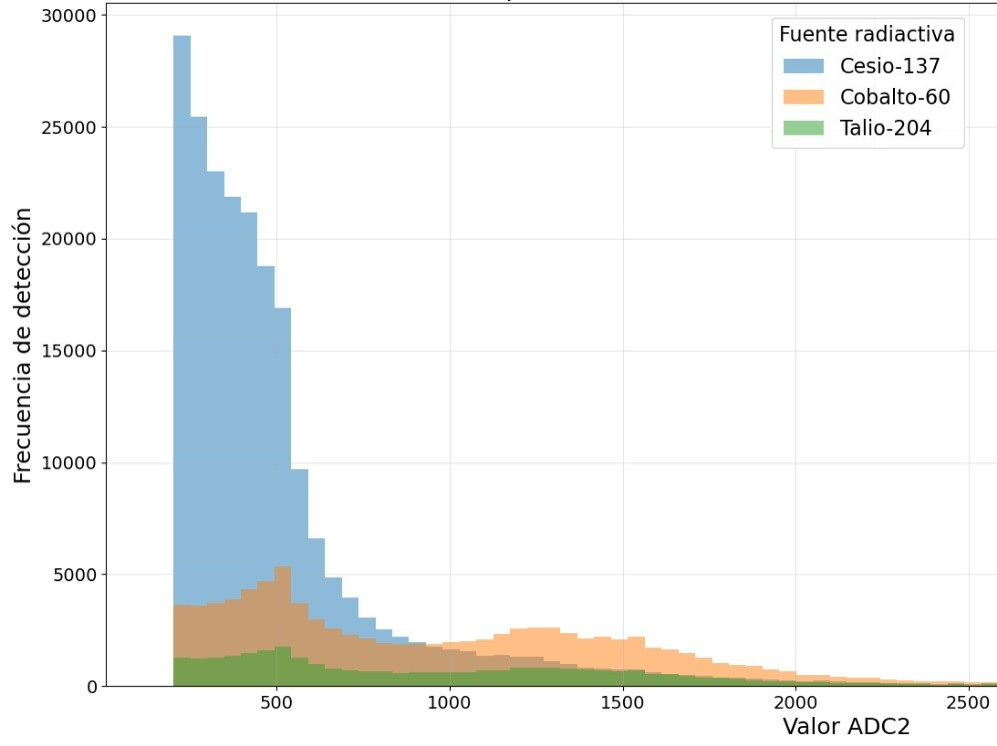 30000
25000
20000
15000
10000
5000
0
Frecuencia de detección
Fuente radiactiva
Cesio-137
Cobalto-60
Talio-204
500 1000 1500 2000 2500
Valor ADC2